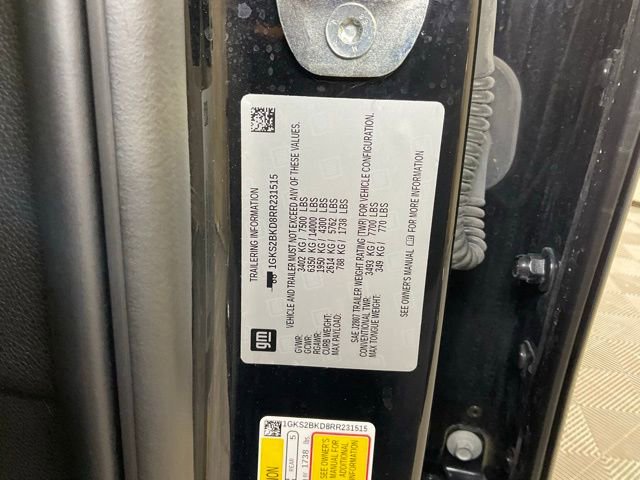 TRAILERING INFORMATION
1GKS2BKD8RR231515
gm
VEHICLE AND TRAILER MUST NOT EXCEED ANY OF THESE VALUES.
GVWR: 3402 KG/ 7500 LBS
GCWR: 6350 KG/14000 LBS
RGAWR: 1950 KG/ 4300 LBS
CURB WEIGHT: 2614 KG/ 5762 LBS
MAX PAYLOAD: 788 KG/ 1738 LBS
SAE J2807 TRAILER WEIGHT RATING (TWR) FOR VEHICLE CONFIGURATION.
CONVENTIONAL TWR: 3493 KG/ 7700 LBS
MAX TONGUE WEIGHT: 349 KG/ 770 LBS
SEE OWNER'S MANUAL FOR MORE INFORMATION
1GKS2BKD8RR231515
REAR 5
1738 lbs.
SEE OWNER'S
MANUAL FOR
ADDITIONAL
INFORMATION